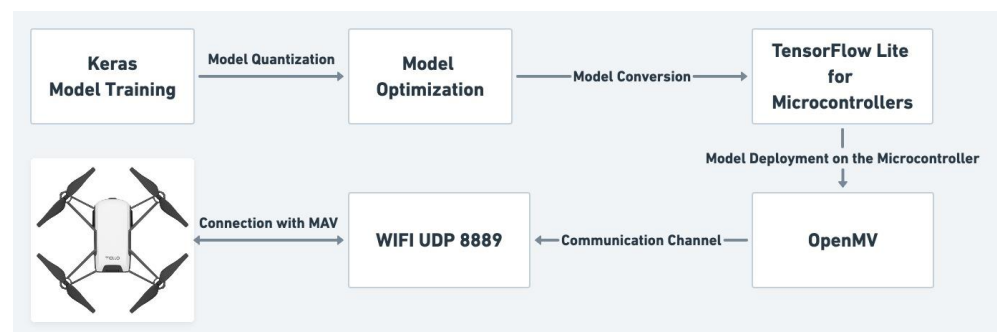 Keras
Model Training
Model Quantization
Model
Optimization
Model Conversion
TensorFlow Lite
for
Microcontrollers
Model Deployment on the Microcontroller
Connection with MAV
WIFI UDP 8889
Communication Channel
OpenMV